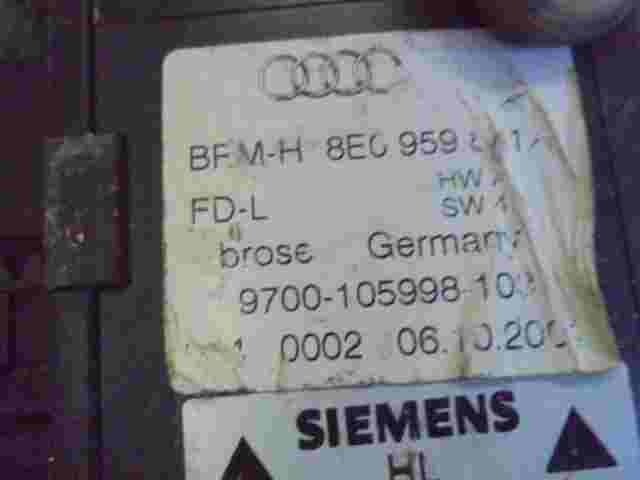 BFM-H 8E0 959
HW
FD-L SW
brose Germany
9700-105998-10
0002 06.10.200
SIEMENS
HL